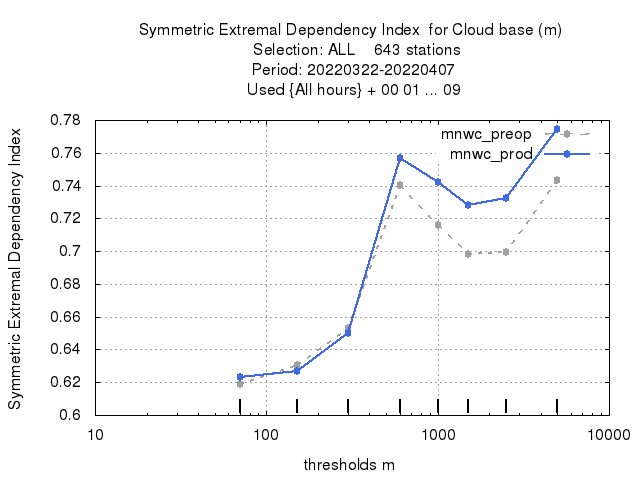 Symmetric Extremal Dependency Index  for Cloud base (m)
Selection: ALL    643 stations
Period: 20220322-20220407
Used {All hours} + 00 01 ... 09
mnwc_preop
mnwc_prod
Symmetric Extremal Dependency Index
0.78
0.76
0.74
0.72
0.7
0.68
0.66
0.64
0.62
0.6
10 100 1000 10000
thresholds m